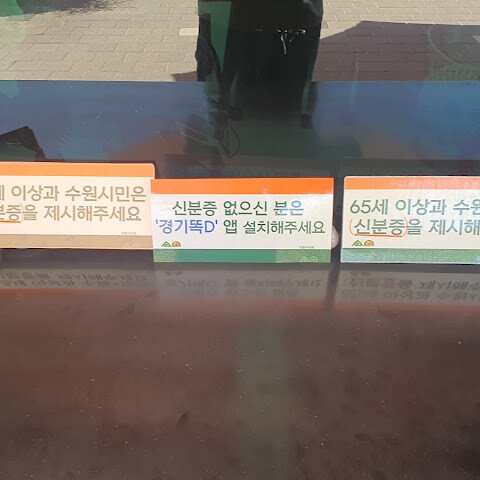 세 이상과 수원시민은
분증을 제시해주세요
신분증 없으신 분은
'경기똑D' 앱 설치해주세요
65세 이상과 수원
신분증을 제시해